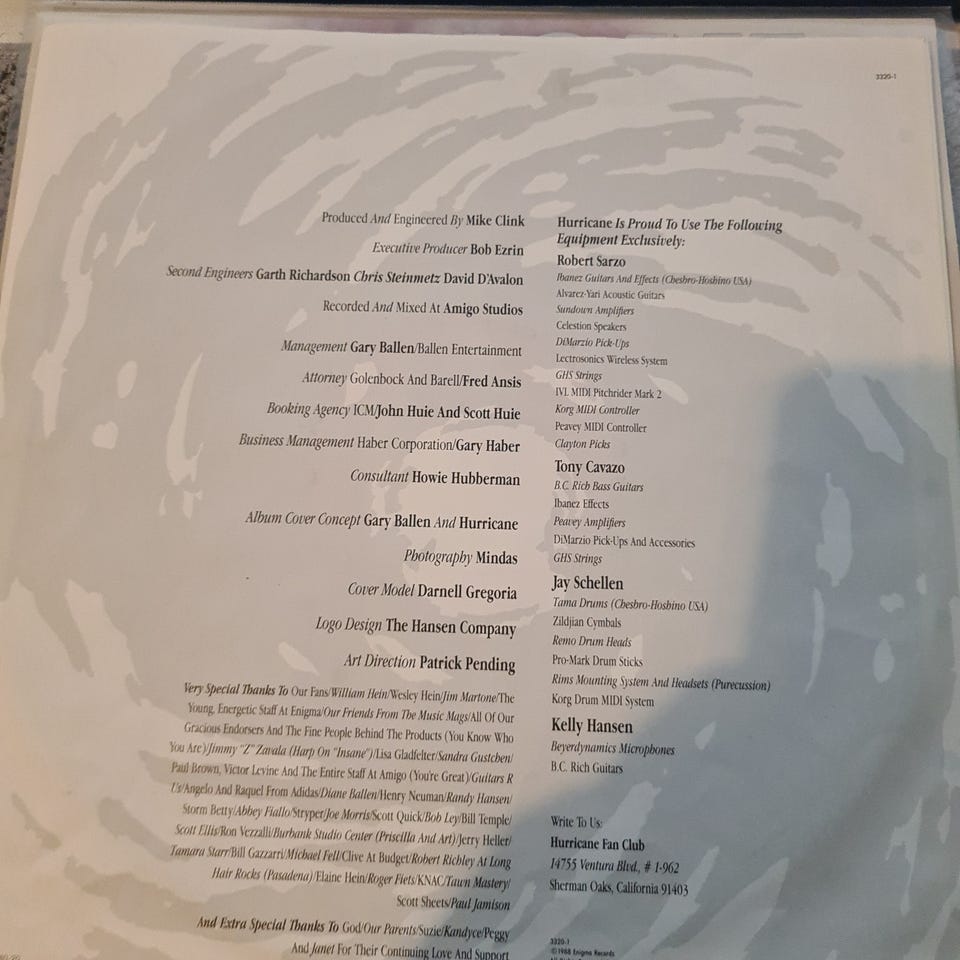 3320-1
Produced And Engineered By Mike Clink
Executive Producer Bob Ezrin
Second Engineers Garth Richardson Chris Steinmetz David D'Avalon
Recorded And Mixed At Amigo Studios
Management Gary Ballen/Ballen Entertainment
Attorney Golenbock And Barell/Fred Ansis
Booking Agency ICM/John Huie And Scott Huie
Business Management Haber Corporation/Gary Haber
Consultant Howie Hubberman
Album Cover Concept Gary Ballen And Hurricane
Photography Mindas
Cover Model Darnell Gregoria
Logo Design The Hansen Company
Art Direction Patrick Pending
Very Special Thanks To Our Fans/William Hein/Wesley Hein/Jim Martone/The
Young, Energetic Staff At Enigma/Our Friends From The Music Mags/All Of Our
Gracious Endorsers And The Fine People Behind The Products (You Know Who
You Are)/Jimmy "Z" Zavala (Harp On "Insane")/Lisa Gladfelter/Sandra Gustchen/
Paul Brown, Victor Levine And The Entire Staff At Amigo (You're Great)/Guitars R
Us/Angelo And Raquel From Adidas/Diane Ballen/Henry Neuman/Randy Hansen/
Storm Betty/Abbey Fiallo/Stryper/Joe Morris/Scott Quick/Bob Ley/Bill Temple/
Scott Ellis/Ron Vezzalli/Burbank Studio Center (Priscilla And Art)/Jerry Heller/
Tamara Starr/Bill Gazzarri/Michael Fell/Clive At Budget/Robert Richley At Long
Hair Rocks (Pasadena)/Elaine Hein/Roger Fiets/KNAC/Tawn Mastery/
Scott Sheets/Paul Jamison
And Extra Special Thanks To God/Our Parents/Suzie/Kandyce/Peggy
And Janet For Their Continuing Love And Support
Hurricane Is Proud To Use The Following
Equipment Exclusively:
Robert Sarzo
Ibanez Guitars And Effects (Chesbro-Hoshino USA)
Alvarez-Yari Acoustic Guitars
Sundown Amplifiers
Celestion Speakers
DiMarzio Pick-Ups
Lectrosonics Wireless System
GHS Strings
IVL MIDI Pitchrider Mark 2
Korg MIDI Controller
Peavey MIDI Controller
Clayton Picks
Tony Cavazo
B.C. Rich Bass Guitars
Ibanez Effects
Peavey Amplifiers
DiMarzio Pick-Ups And Accessories
GHS Strings
Jay Schellen
Tama Drums (Chesbro-Hoshino USA)
Zildjian Cymbals
Remo Drum Heads
Pro-Mark Drum Sticks
Rims Mounting System And Headsets (Purecussion)
Korg Drum MIDI System
Kelly Hansen
Beyerdynamics Microphones
B.C. Rich Guitars
Write To Us:
Hurricane Fan Club
14755 Ventura Blvd., # 1-962
Sherman Oaks, California 91403
3320-1
©1988 Enigma Records